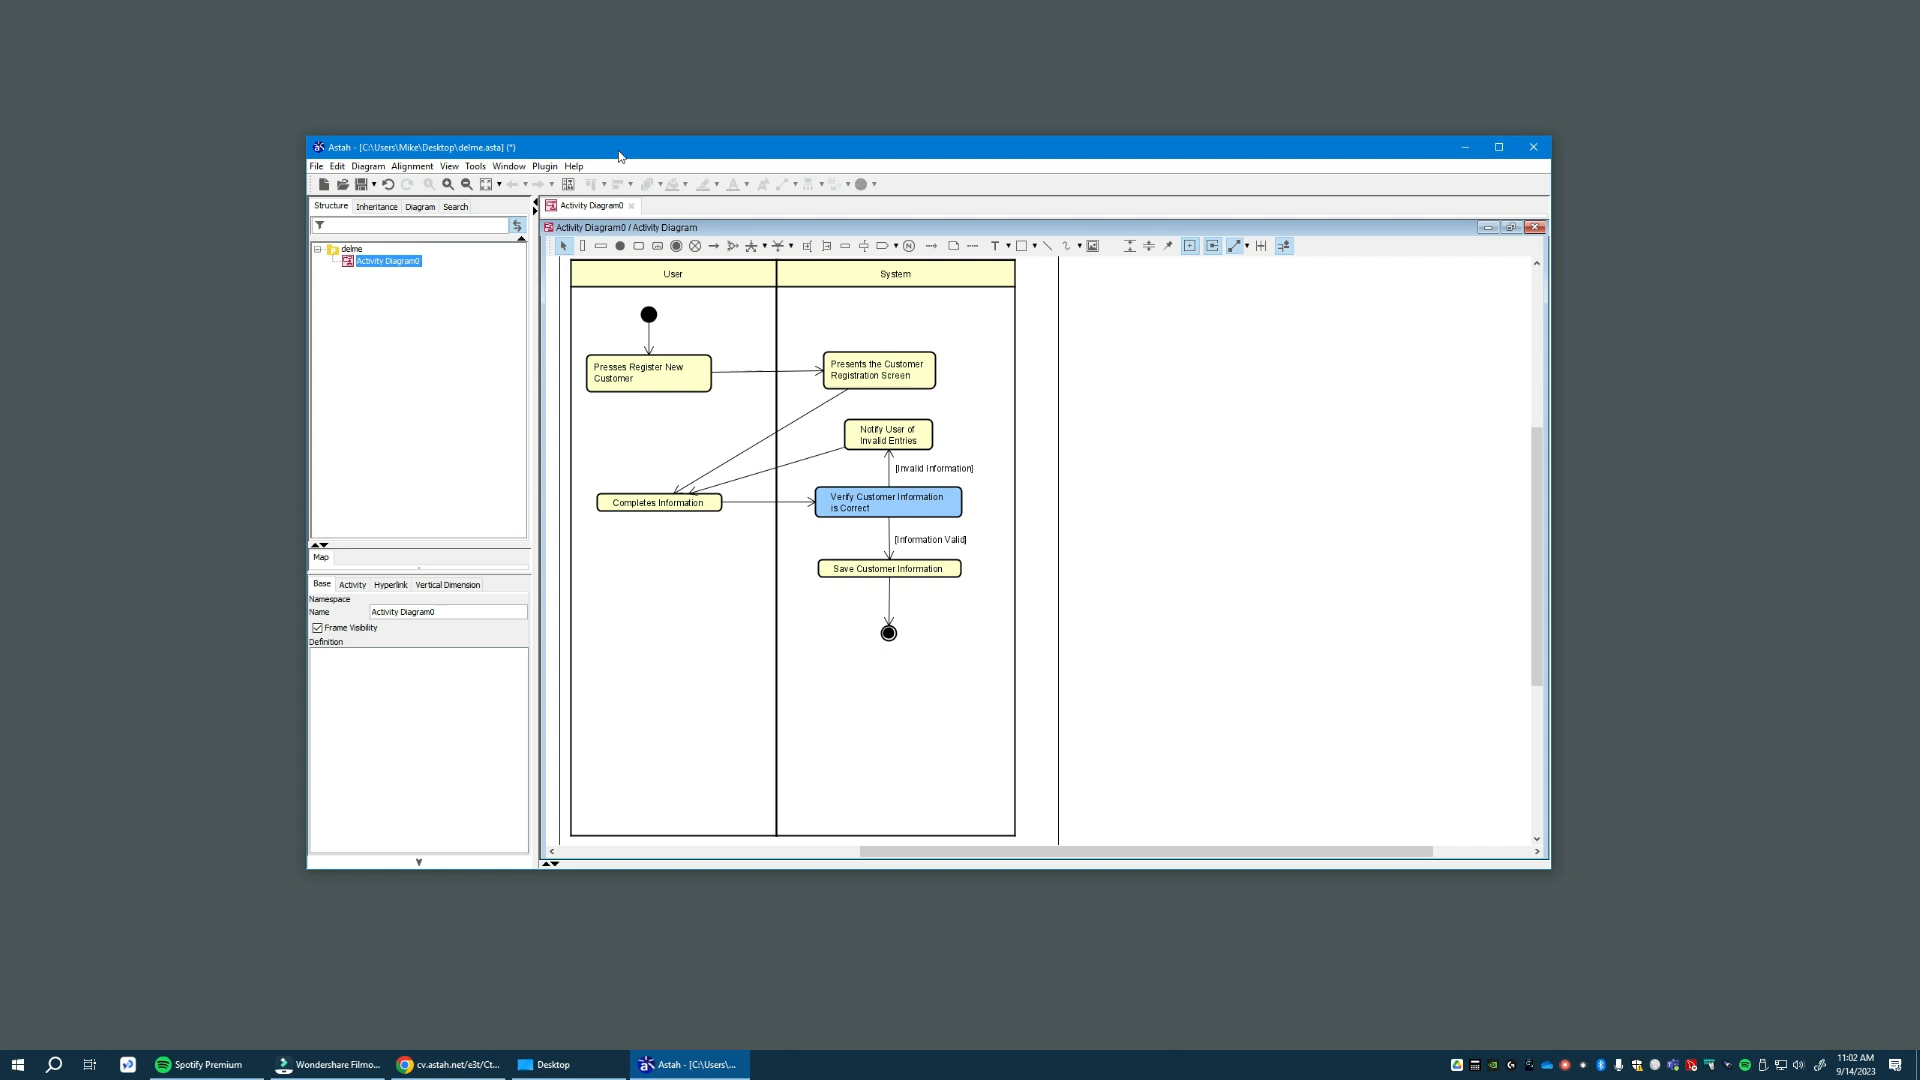 Astah - [C:\Users\Mike\Desktop\delme.asta] (*)
File Edit Diagram Alignment View Tools Window Plugin Help
Structure Inheritance Diagram Search
Activity Diagram0
Activity Diagram0 / Activity Diagram
delme
Activity Diagram0
User System
Presses Register New
Customer
Presents the Customer
Registration Screen
Notify User of
Invalid Entries
[Invalid Information]
Completes Information
Verify Customer Information
is Correct
[Information Valid]
Save Customer Information
Map
Base Activity Hyperlink Vertical Dimension
Namespace
Name Activity Diagram0
Frame Visibility
Definition
Spotify Premium
Wondershare Filmo...
cv.astah.net/e3t/Ct...
Desktop
Astah - [C:\Users\...
11:02 AM
9/14/2023